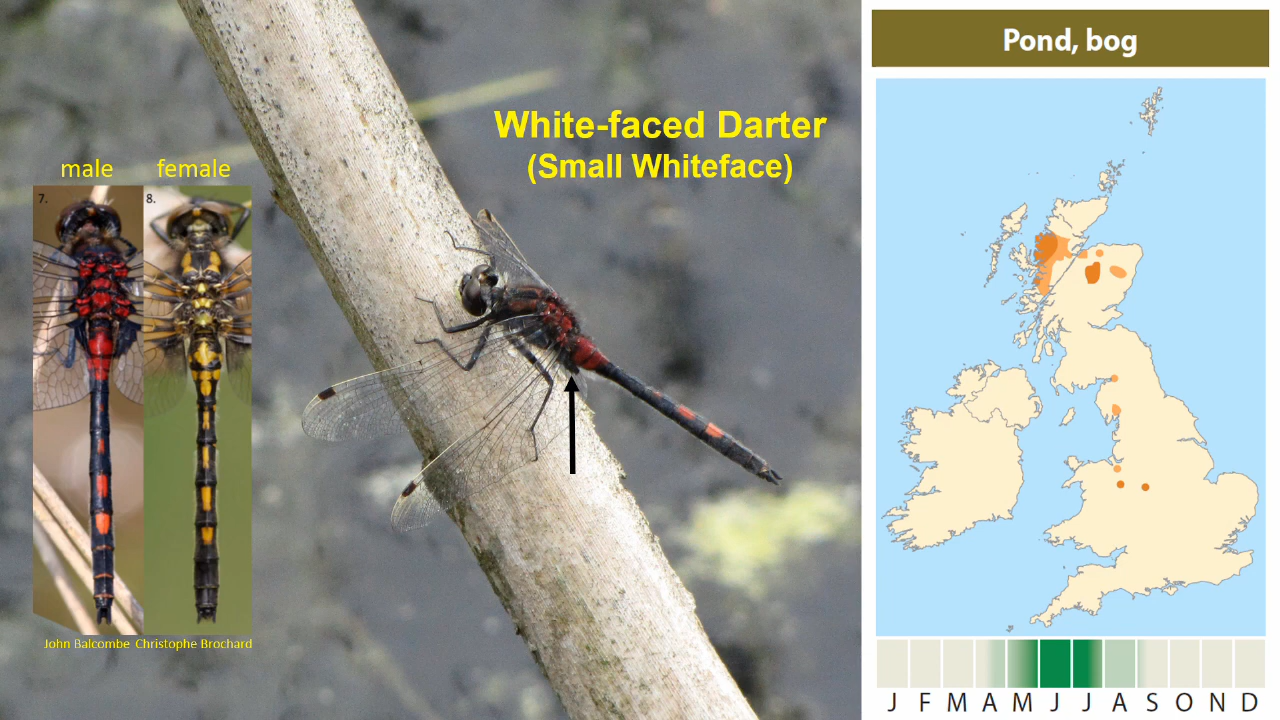 Pond, bog
White-faced Darter
(Small Whiteface)
male female
7. 8.
John Balcombe Christophe Brochard
J F M A M J J A S O N D